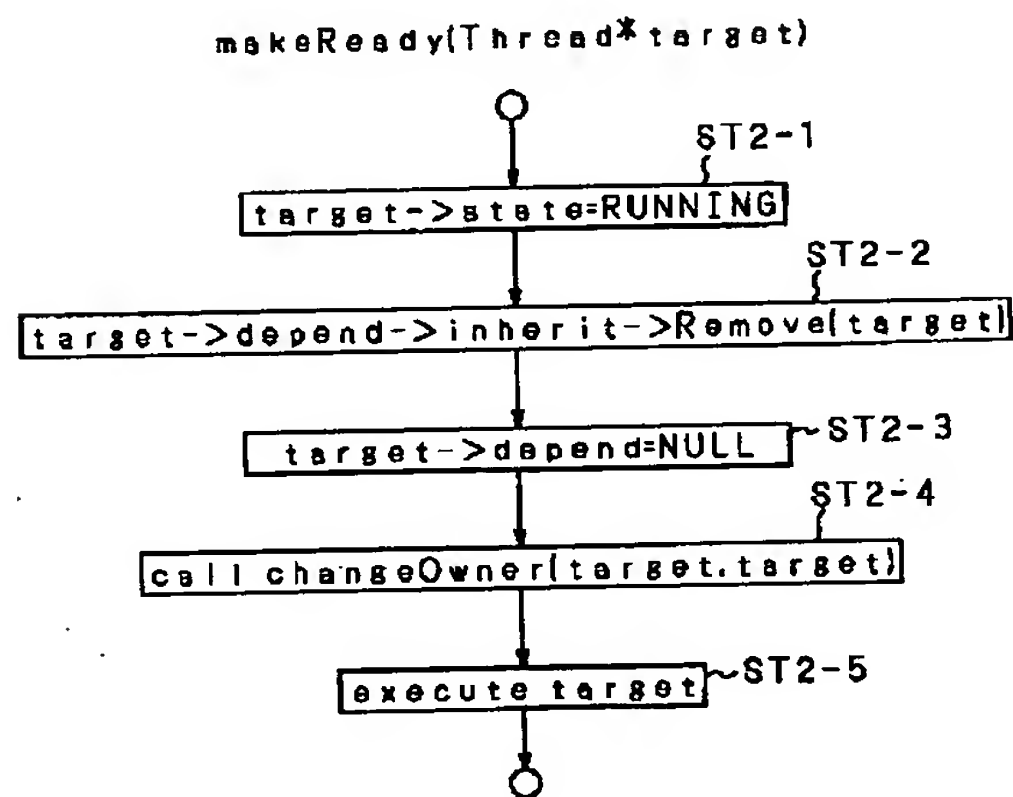 makeReady(Thread*target)
ST2-1
target->state=RUNNING
ST2-2
target->depend->inherit->Remove(target)
target->depend=NULL
ST2-3
ST2-4
call changeOwner(target,target)
execute target
ST2-5